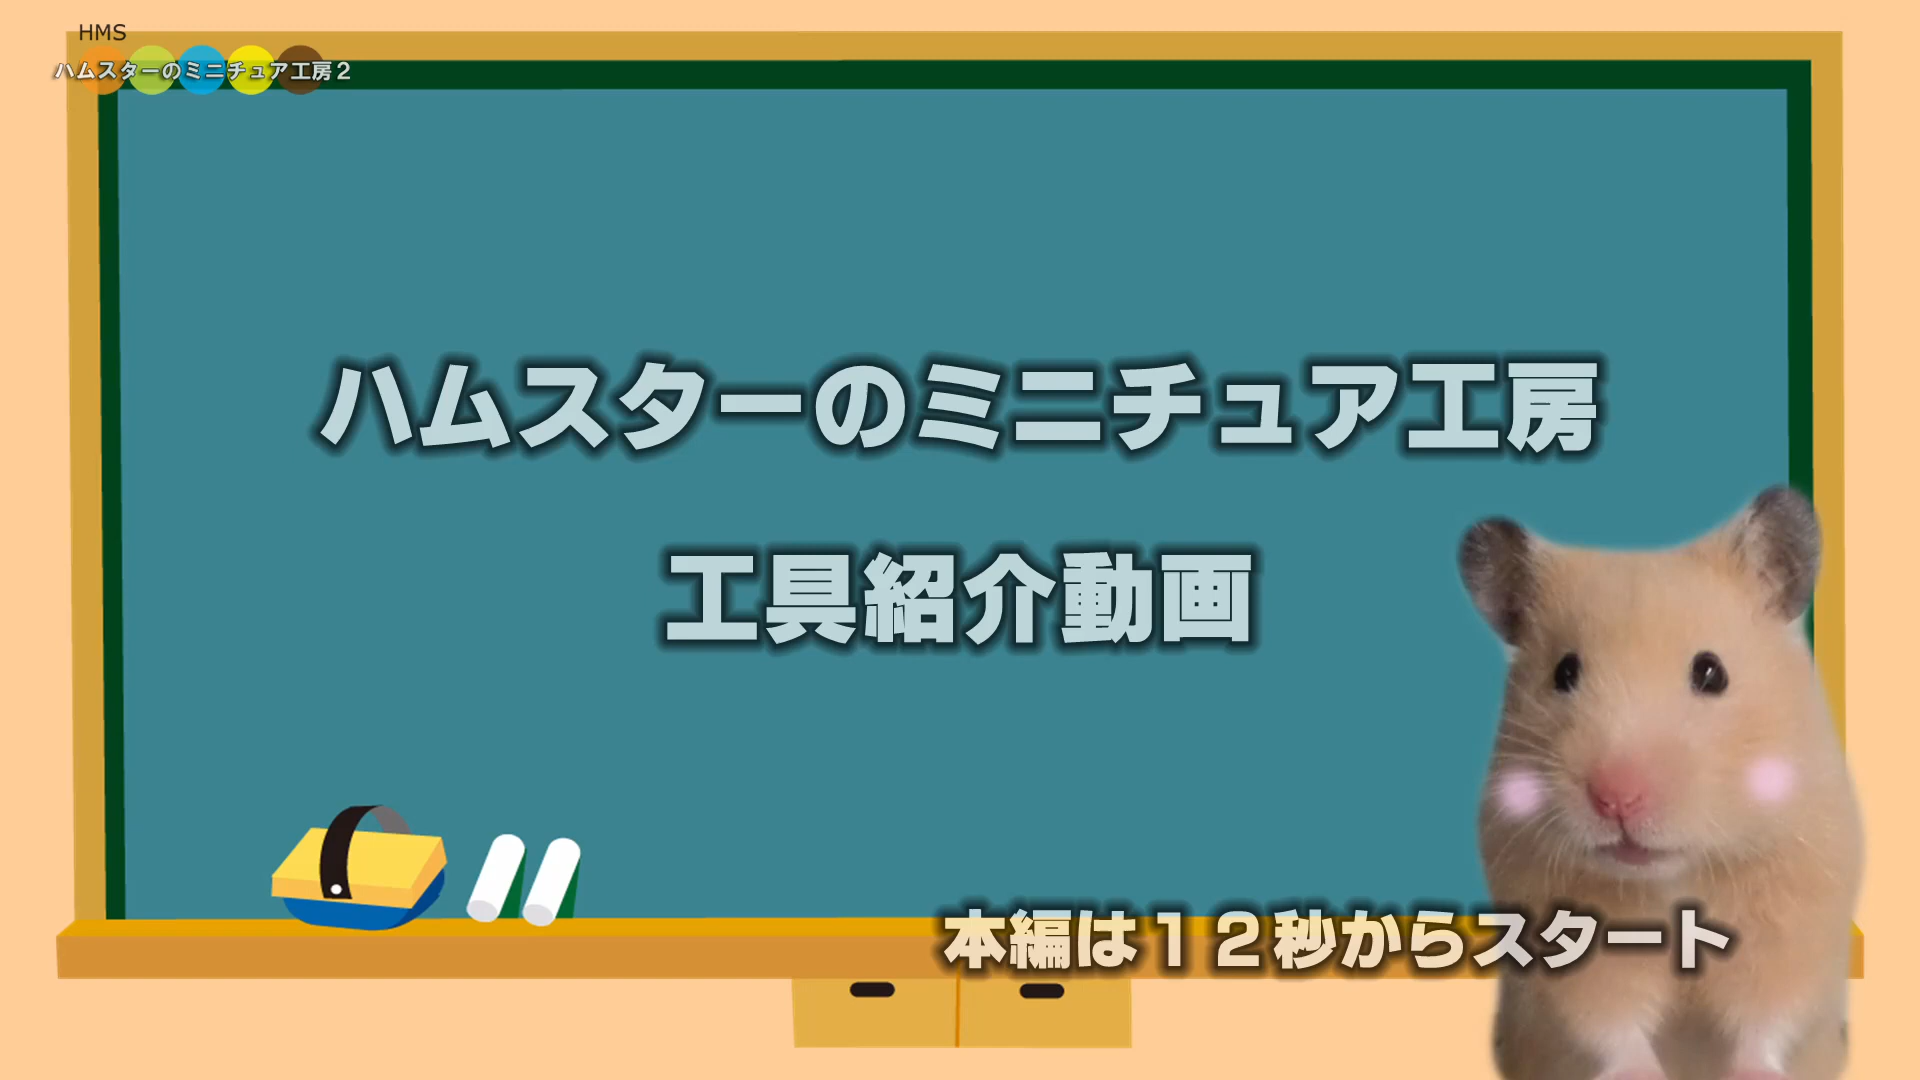 HMS
ハムスターのミニチュア工房２
ハムスターのミニチュア工房
工具紹介動画
本編は１２秒からスタート